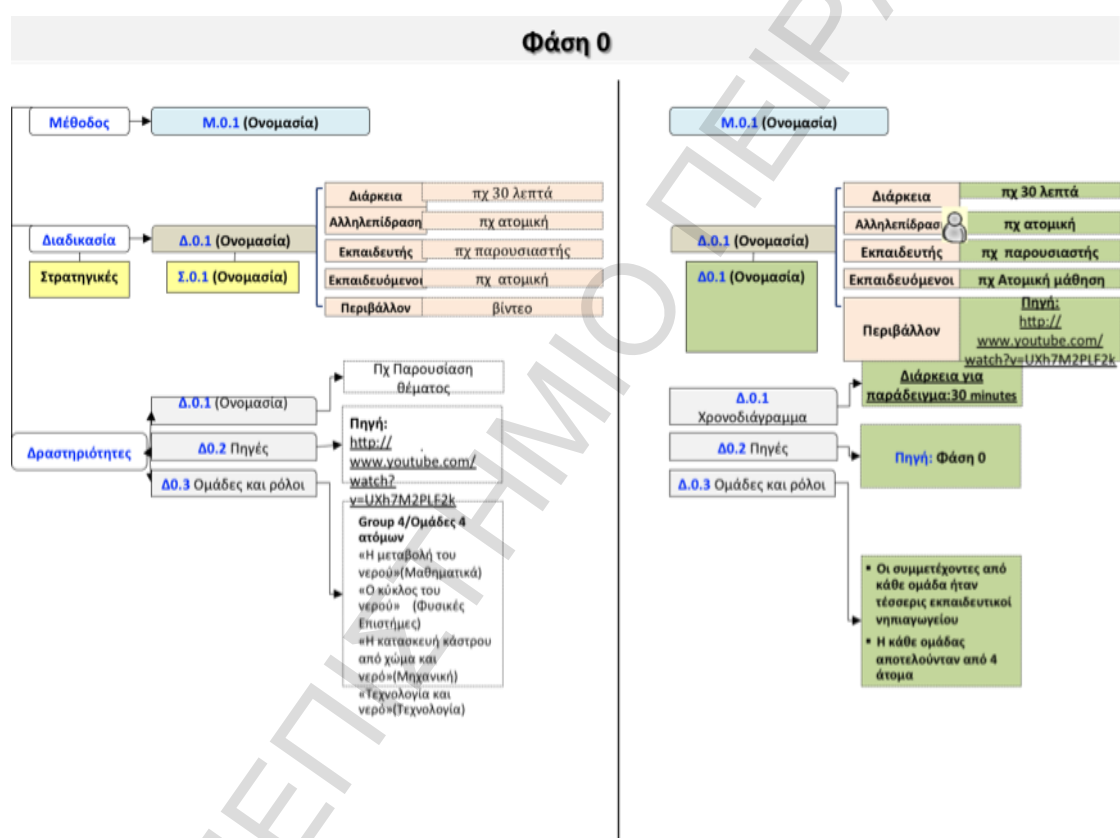 Φάση 0
Μέθοδος
Μ.0.1 (Ονομασία)
Διάρκεια
πχ 30 λεπτά
Αλληλεπίδραση
πχ ατομική
Διαδικασία
Δ.0.1 (Ονομασία)
Εκπαιδευτής
πχ παρουσιαστής
Στρατηγικές
Σ.0.1 (Ονομασία)
Εκπαιδευόμενοι
πχ ατομική
Περιβάλλον
βίντεο
Πχ Παρουσίαση
θέματος
Δ.0.1 (Ονομασία)
Δραστηριότητες
Δ0.2 Πηγές
Πηγή:
http://
www.youtube.com/
watch?
v=UXh7M2PLF2k
Δ0.3 Ομάδες και ρόλοι
Group 4/Ομάδες 4
ατόμων
«Η μεταβολή του
νερού»(Μαθηματικά)
«Ο κύκλος του
νερού» (Φυσικές
Επιστήμες)
«Η κατασκευή κάστρου
από χώμα και
νερό»(Μηχανική)
«Τεχνολογία και
νερό»(Τεχνολογία)
Μ.0.1 (Ονομασία)
Διάρκεια
πχ 30 λεπτά
Αλληλεπίδρασ
πχ ατομική
Δ.0.1 (Ονομασία)
Εκπαιδευτής
πχ παρουσιαστής
Δ0.1 (Ονομασία)
Εκπαιδευόμενοι
πχ Ατομική μάθηση
Περιβάλλον
Πηγή:
http://
www.youtube.com/
watch?v=UXh7M2PLF2k
Δ.0.1
Χρονοδιάγραμμα
Διάρκεια για
παράδειγμα:30 minutes
Δ0.2 Πηγές
Πηγή: Φάση 0
Δ.0.3 Ομάδες και ρόλοι
▪ Οι συμμετέχοντες από
κάθε ομάδα ήταν
τέσσερις εκπαιδευτικοί
νηπιαγωγείου
▪ Η κάθε ομάδας
αποτελούνταν από 4
άτομα